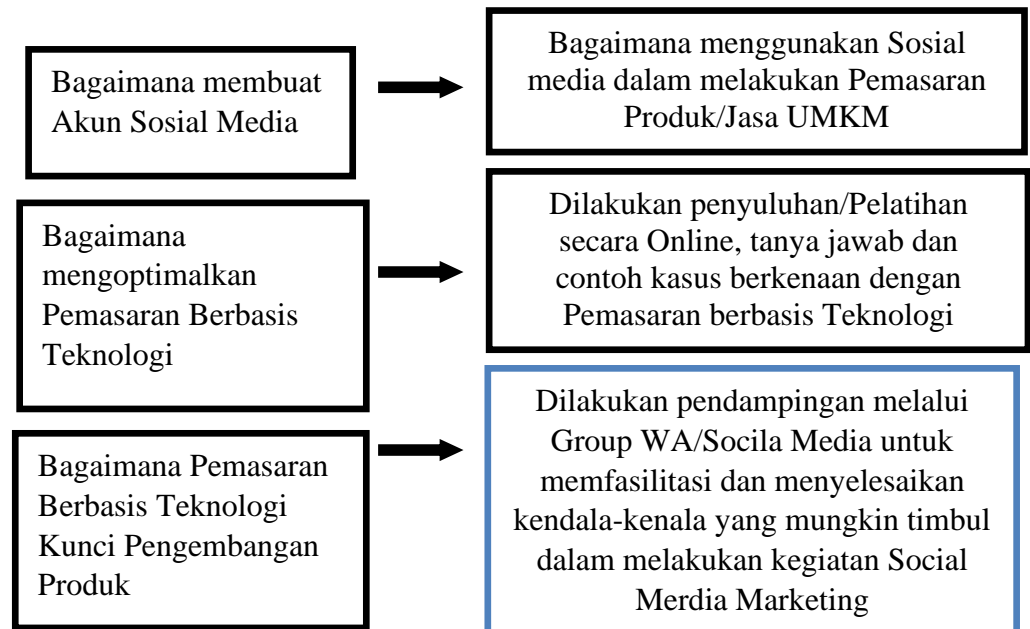 Bagaimana membuat
Akun Sosial Media
Bagaimana menggunakan Sosial
media dalam melakukan Pemasaran
Produk/Jasa UMKM
Bagaimana
mengoptimalkan
Pemasaran Berbasis
Teknologi
Dilakukan penyuluhan/Pelatihan
secara Online, tanya jawab dan
contoh kasus berkenaan dengan
Pemasaran berbasis Teknologi
Bagaimana Pemasaran
Berbasis Teknologi
Kunci Pengembangan
Produk
Dilakukan pendampingan melalui
Group WA/Socila Media untuk
memfasilitasi dan menyelesaikan
kendala-kenala yang mungkin timbul
dalam melakukan kegiatan Social
Merdia Marketing